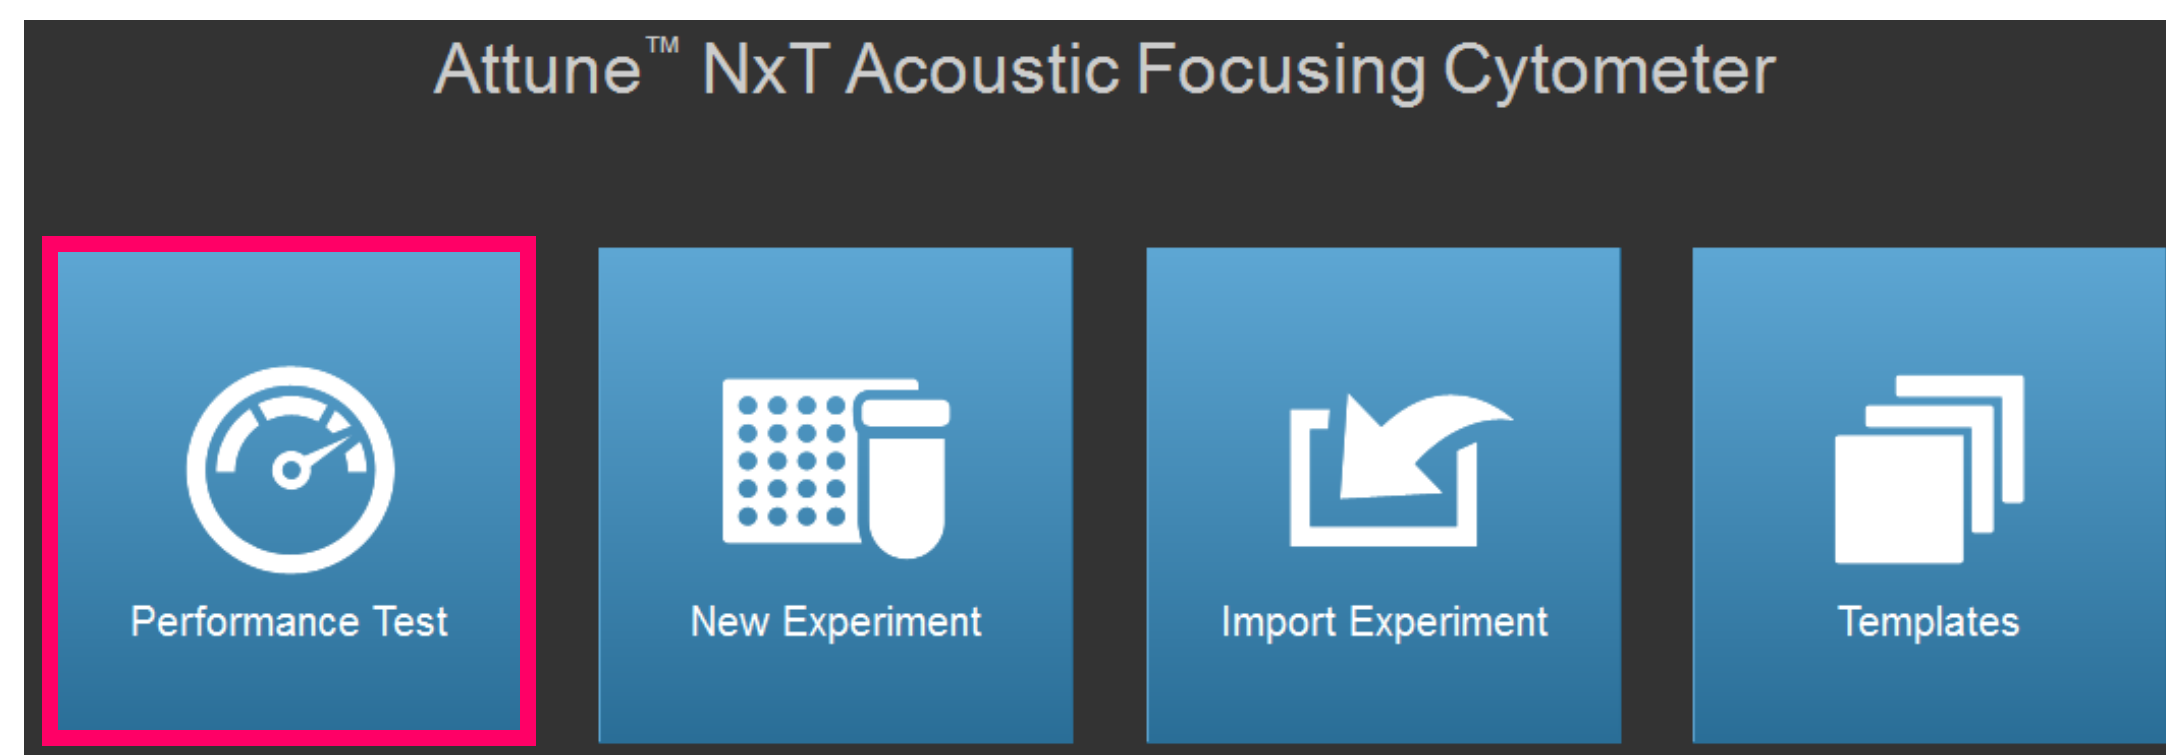 Attune™ NxT Acoustic Focusing Cytometer
Performance Test
New Experiment
Import Experiment
Templates